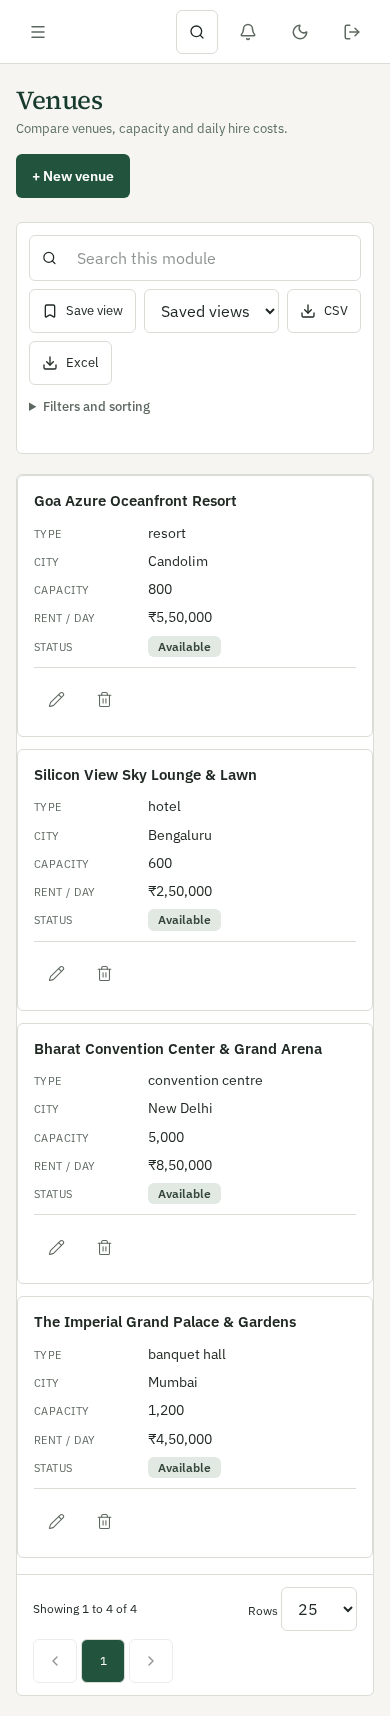 Venues
Compare venues, capacity and daily hire costs.
+ New venue
Search this module
Save view
Saved views
CSV
Excel
Filters and sorting
Goa Azure Oceanfront Resort
TYPE resort
CITY Candolim
CAPACITY 800
RENT / DAY ₹5,50,000
STATUS Available
Silicon View Sky Lounge & Lawn
TYPE hotel
CITY Bengaluru
CAPACITY 600
RENT / DAY ₹2,50,000
STATUS Available
Bharat Convention Center & Grand Arena
TYPE convention centre
CITY New Delhi
CAPACITY 5,000
RENT / DAY ₹8,50,000
STATUS Available
The Imperial Grand Palace & Gardens
TYPE banquet hall
CITY Mumbai
CAPACITY 1,200
RENT / DAY ₹4,50,000
STATUS Available
Showing 1 to 4 of 4
Rows 25
1